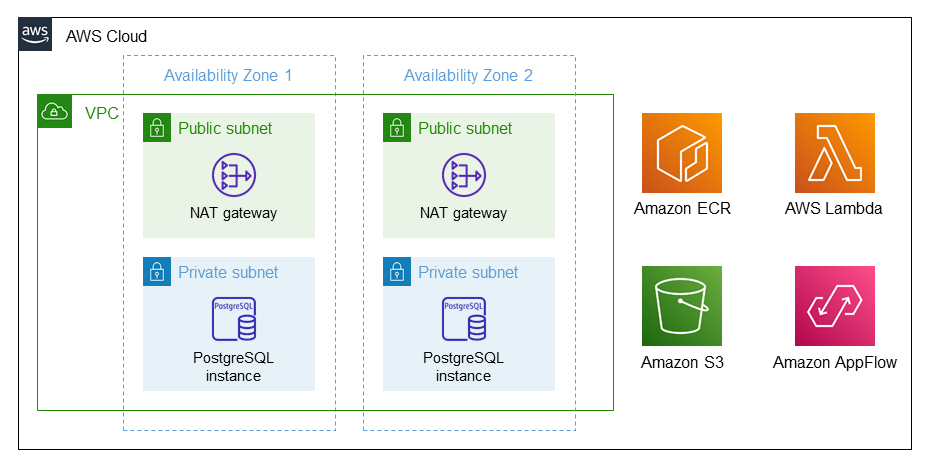 aws
AWS Cloud
Availability Zone 1
Availability Zone 2
VPC
Public subnet
NAT gateway
Public subnet
NAT gateway
Private subnet
PostgreSQL
PostgreSQL
instance
Private subnet
PostgreSQL
PostgreSQL
instance
Amazon ECR
AWS Lambda
Amazon S3
Amazon AppFlow